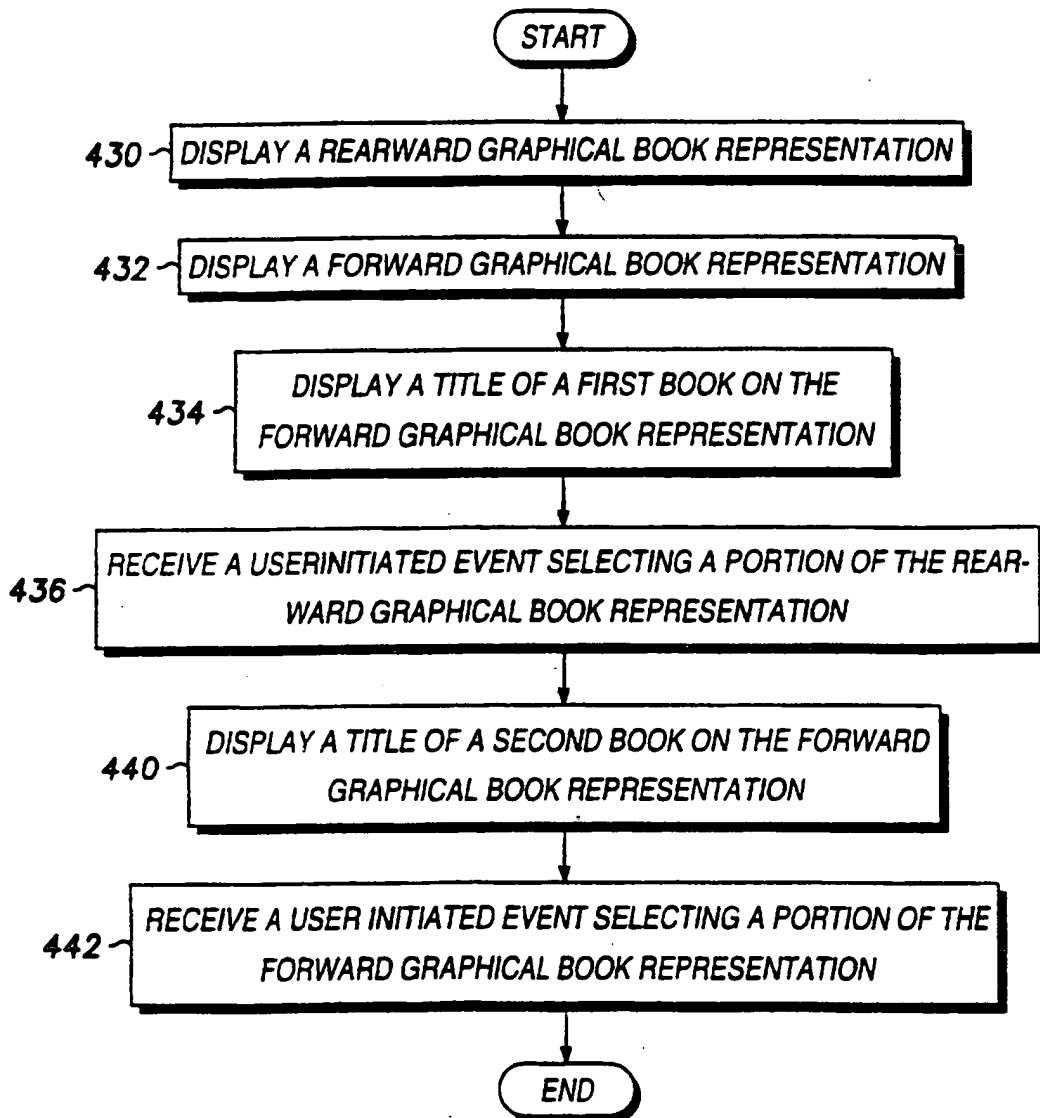 START
430 DISPLAY A REARWARD GRAPHICAL BOOK REPRESENTATION
432 DISPLAY A FORWARD GRAPHICAL BOOK REPRESENTATION
DISPLAY A TITLE OF A FIRST BOOK ON THE
434 FORWARD GRAPHICAL BOOK REPRESENTATION
RECEIVE A USERINITIATED EVENT SELECTING A PORTION OF THE REAR-
436 WARD GRAPHICAL BOOK REPRESENTATION
DISPLAY A TITLE OF A SECOND BOOK ON THE FORWARD
440 GRAPHICAL BOOK REPRESENTATION
RECEIVE A USER INITIATED EVENT SELECTING A PORTION OF THE
442 FORWARD GRAPHICAL BOOK REPRESENTATION
END